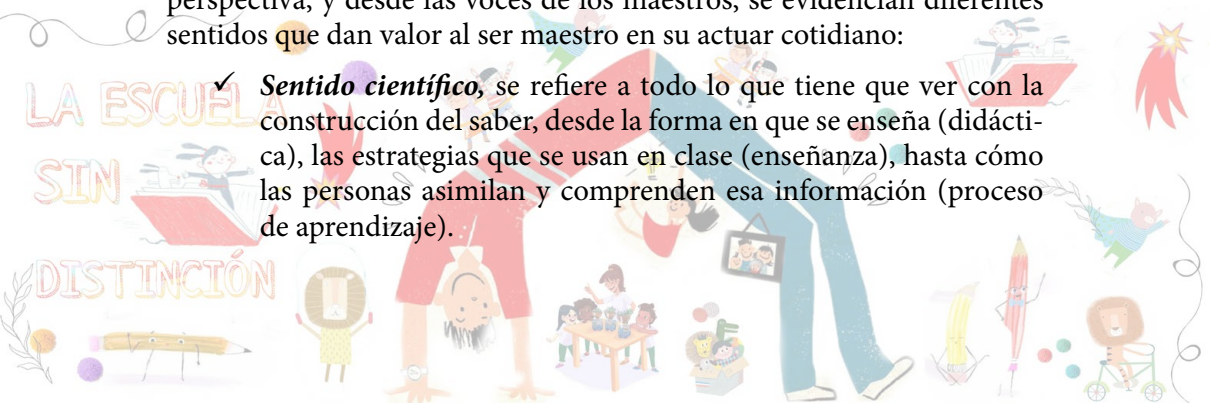 perspectiva, y desde las voces de los maestros, se evidencian diferentes
sentidos que dan valor al ser maestro en su actuar cotidiano:
✓ Sentido científico, se refiere a todo lo que tiene que ver con la
construcción del saber, desde la forma en que se enseña (didácti-
ca), las estrategias que se usan en clase (enseñanza), hasta cómo
las personas asimilan y comprenden esa información (proceso
de aprendizaje).
LA ESCUELA
SIN
DISTINCIÓN